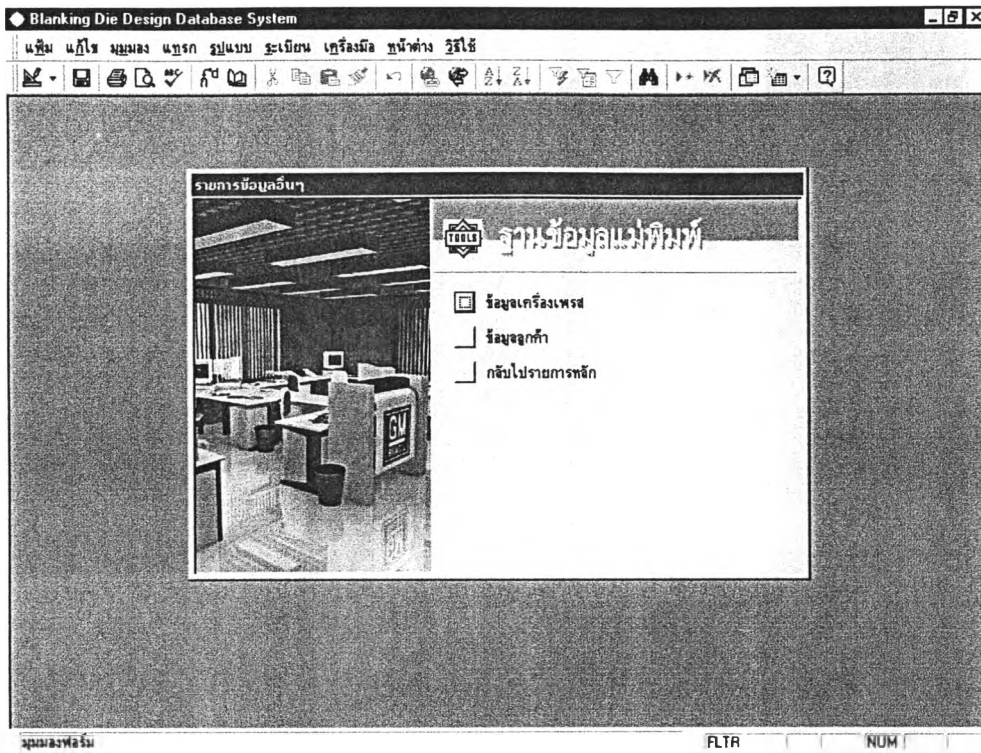 Blanking Die Design Database System
แฟ้ม แก้ไข มุมมอง แทรก รูปแบบ ระเบียน เครื่องมือ หน้าต่าง วิธีใช้
รายการข้อมูลอื่นๆ
TOOLS ฐานข้อมูลแม่พิมพ์
ข้อมูลเครื่องเพรส
ข้อมูลลูกค้า
กลับไปรายการหลัก
GM
มุมมองฟอร์ม FLTR NUM